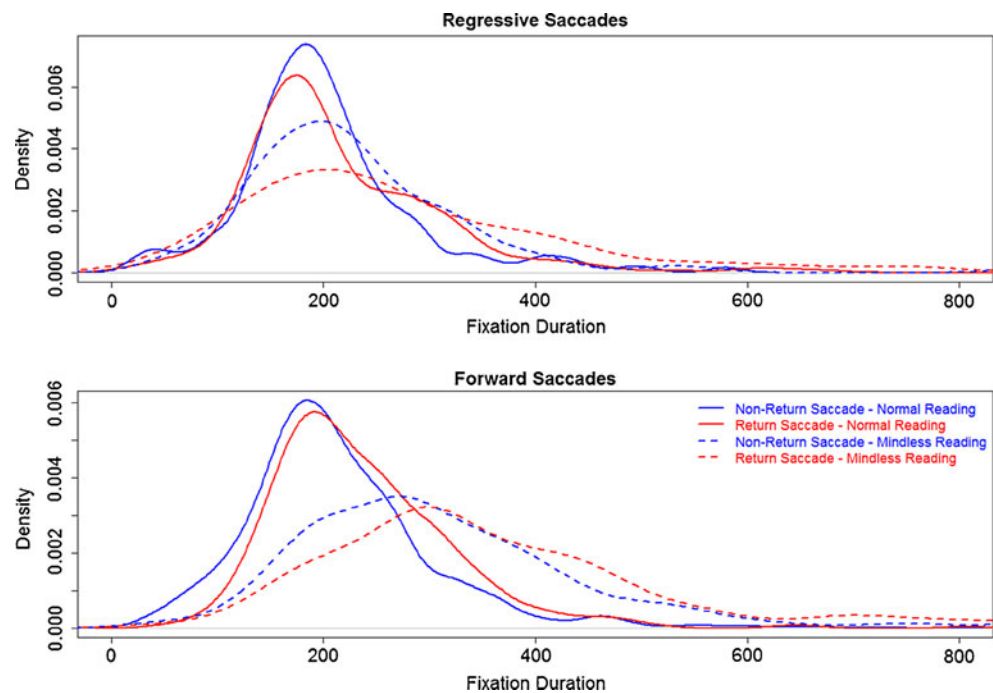 Regressive Saccades
Density
0.006
0.004
0.002
0.000
0
200
400
600
800
Fixation Duration
Forward Saccades
Density
0.006
0.004
0.002
0.000
Non-Return Saccade - Normal Reading
Return Saccade - Normal Reading
Non-Return Saccade - Mindless Reading
Return Saccade - Mindless Reading
0
200
400
600
800
Fixation Duration